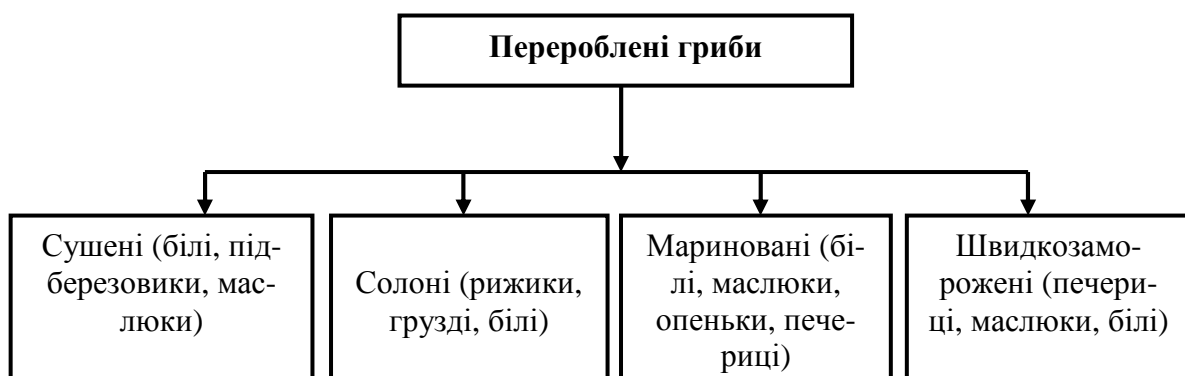 Перероблені гриби
Сушені (білі, під-
березовики, мас-
люки)
Солоні (рижики,
грузді, білі)
Мариновані (бі-
лі, маслюки,
опеньки, пече-
риці)
Швидкозамо-
рожені (печери-
ці, маслюки, білі)